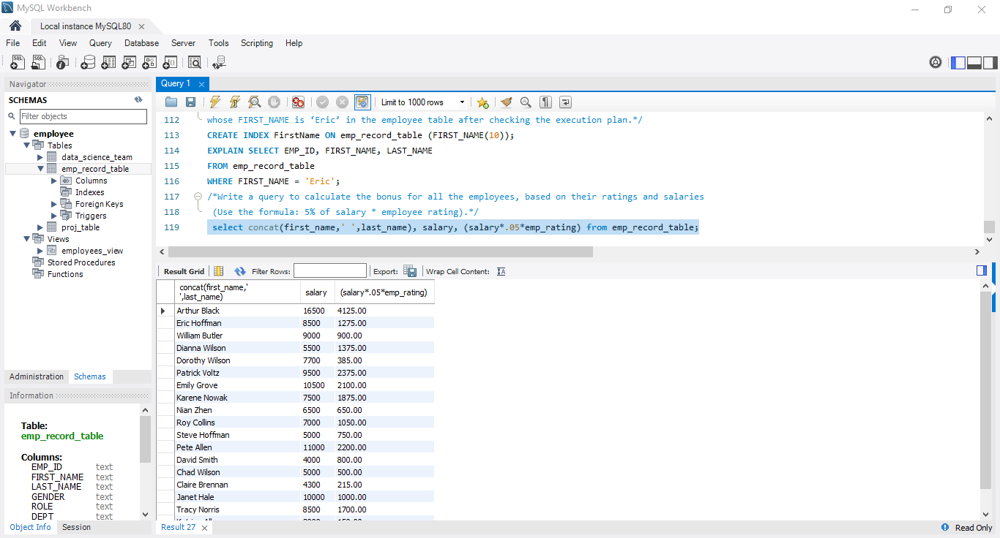 MySQL Workbench
Local instance MySQL80
File Edit View Query Database Server Tools Scripting Help
Navigator
SCHEMAS
Filter objects
employee
Tables
data_science_team
emp_record_table
Columns
Indexes
Foreign Keys
Triggers
proj_table
Views
employees_view
Stored Procedures
Functions
Administration Schemas
Information
Table:
emp_record_table
Columns:
EMP_ID text
FIRST_NAME text
LAST_NAME text
GENDER text
ROLE text
DEPT text
Object Info Session
Query 1
Limit to 1000 rows
112 whose FIRST_NAME is ‘Eric’ in the employee table after checking the execution plan.*/
113 CREATE INDEX FirstName ON emp_record_table (FIRST_NAME(10));
114 EXPLAIN SELECT EMP_ID, FIRST_NAME, LAST_NAME
115 FROM emp_record_table
116 WHERE FIRST_NAME = 'Eric';
117 /*Write a query to calculate the bonus for all the employees, based on their ratings and salaries
118 (Use the formula: 5% of salary * employee rating).*/
119 select concat(first_name,' ',last_name), salary, (salary*.05*emp_rating) from emp_record_table;
Result Grid Filter Rows: Export: Wrap Cell Content:
concat(first_name,'
',last_name) salary (salary*.05*emp_rating)
Arthur Black 16500 4125.00
Eric Hoffman 8500 1275.00
William Butler 9000 900.00
Dianna Wilson 5500 1375.00
Dorothy Wilson 7700 385.00
Patrick Voltz 9500 2375.00
Emily Grove 10500 2100.00
Karene Nowak 7500 1875.00
Nian Zhen 6500 650.00
Roy Collins 7000 1050.00
Steve Hoffman 5000 750.00
Pete Allen 11000 2200.00
David Smith 4000 800.00
Chad Wilson 5000 500.00
Claire Brennan 4300 215.00
Janet Hale 10000 1000.00
Tracy Norris 8500 1700.00
Result 27
Read Only